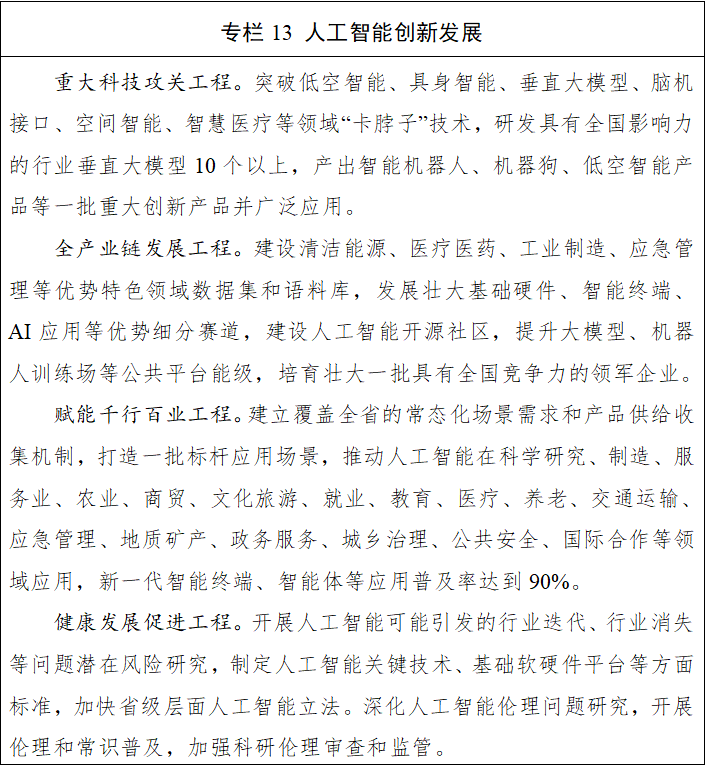 专栏 13 人工智能创新发展
重大科技攻关工程。突破低空智能、具身智能、垂直大模型、脑机
接口、空间智能、智慧医疗等领域“卡脖子”技术，研发具有全国影响力
的行业垂直大模型 10 个以上，产出智能机器人、机器狗、低空智能产
品等一批重大创新产品并广泛应用。
全产业链发展工程。建设清洁能源、医疗医药、工业制造、应急管
理等优势特色领域数据集和语料库，发展壮大基础硬件、智能终端、
AI 应用等优势细分赛道，建设人工智能开源社区，提升大模型、机器
人训练场等公共平台能级，培育壮大一批具有全国竞争力的领军企业。
赋能千行百业工程。建立覆盖全省的常态化场景需求和产品供给收
集机制，打造一批标杆应用场景，推动人工智能在科学研究、制造、服
务业、农业、商贸、文化旅游、就业、教育、医疗、养老、交通运输、
应急管理、地质矿产、政务服务、城乡治理、公共安全、国际合作等领
域应用，新一代智能终端、智能体等应用普及率达到 90%。
健康发展促进工程。开展人工智能可能引发的行业迭代、行业消失
等问题潜在风险研究，制定人工智能关键技术、基础软硬件平台等方面
标准，加快省级层面人工智能立法。深化人工智能伦理问题研究，开展
伦理和常识普及，加强科研伦理审查和监管。